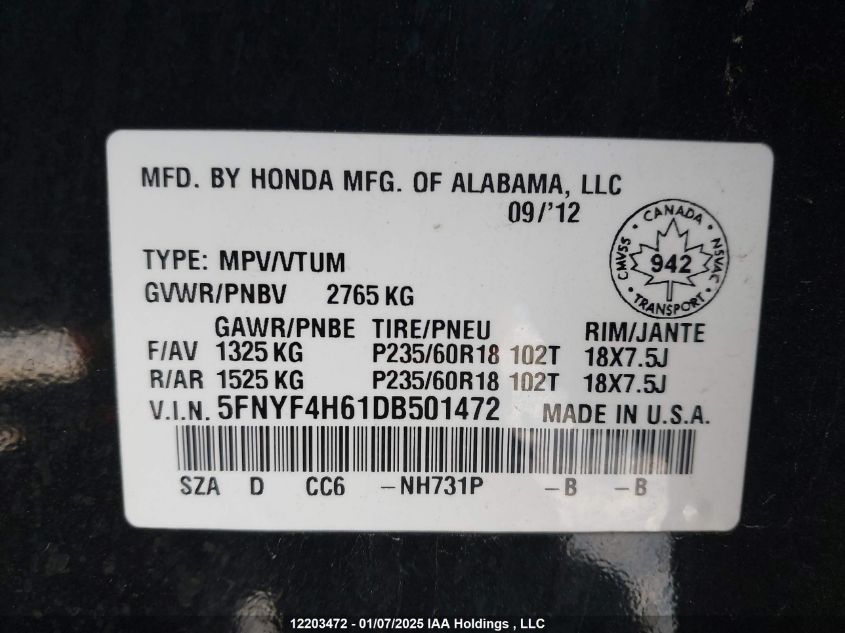 MFD. BY HONDA MFG. OF ALABAMA, LLC
09/'12
CANADA
CMVSS 942 NSVAC
TRANSPORT
TYPE: MPV/VTUM
GVWR/PNBV 2765 KG
GAWR/PNBE TIRE/PNEU RIM/JANTE
F/AV 1325 KG P235/60R18 102T 18X7.5J
R/AR 1525 KG P235/60R18 102T 18X7.5J
V.I.N. 5FNYF4H61DB501472 MADE IN U.S.A.
SZA D CC6 -NH731P -B -B
12203472 - 01/07/2025 IAA Holdings , LLC